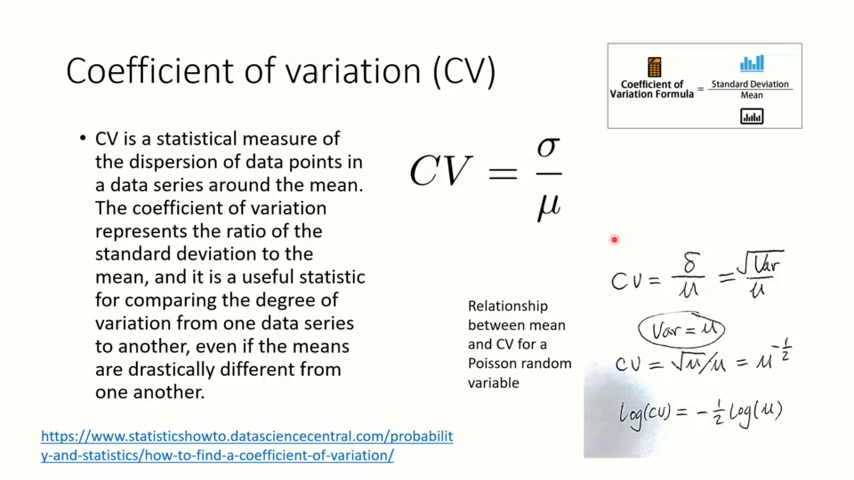 Coefficient of variation (CV)
• CV is a statistical measure of
the dispersion of data points in
a data series around the mean.
The coefficient of variation
represents the ratio of the
standard deviation to the
mean, and it is a useful statistic
for comparing the degree of
variation from one data series
to another, even if the means
are drastically different from
one another.
https://www.statisticshowto.datasciencecentral.com/probabilit
y-and-statistics/how-to-find-a-coefficient-of-variation/
CV = σ/μ
Relationship
between mean
and CV for a
Poisson random
variable
Coefficient of
Variation Formula = Standard Deviation / Mean
CV = δ/μ = √Var/μ
Var = μ
CV = √μ/μ = μ^-1/2
log(CV) = -1/2 log(μ)